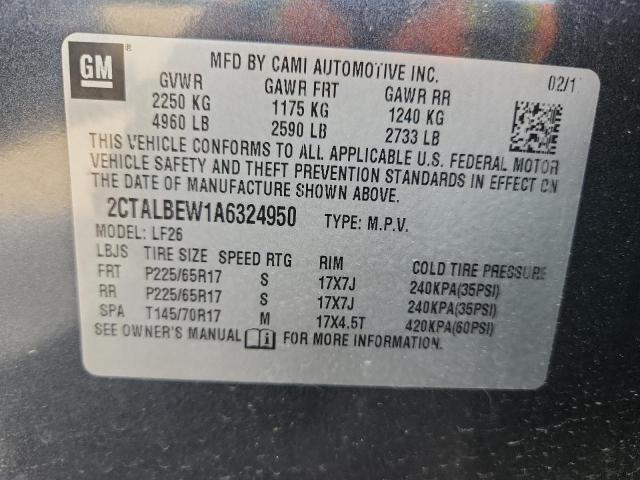 GM ®
MFD BY CAMI AUTOMOTIVE INC. 02/1
GVWR GAWR FRT GAWR RR
2250 KG 1175 KG 1240 KG
4960 LB 2590 LB 2733 LB
THIS VEHICLE CONFORMS TO ALL APPLICABLE U.S. FEDERAL MOTOR
VEHICLE SAFETY AND THEFT PREVENTION STANDARDS IN EFFECT ON
THE DATE OF MANUFACTURE SHOWN ABOVE.
2CTALBEW1A6324950 TYPE: M.P.V.
MODEL: LF26
LBJS TIRE SIZE SPEED RTG RIM COLD TIRE PRESSURE
FRT P225/65R17 S 17X7J 240KPA(35PSI)
RR P225/65R17 S 17X7J 240KPA(35PSI)
SPA T145/70R17 M 17X4.5T 420KPA(60PSI)
SEE OWNER'S MANUAL FOR MORE INFORMATION.